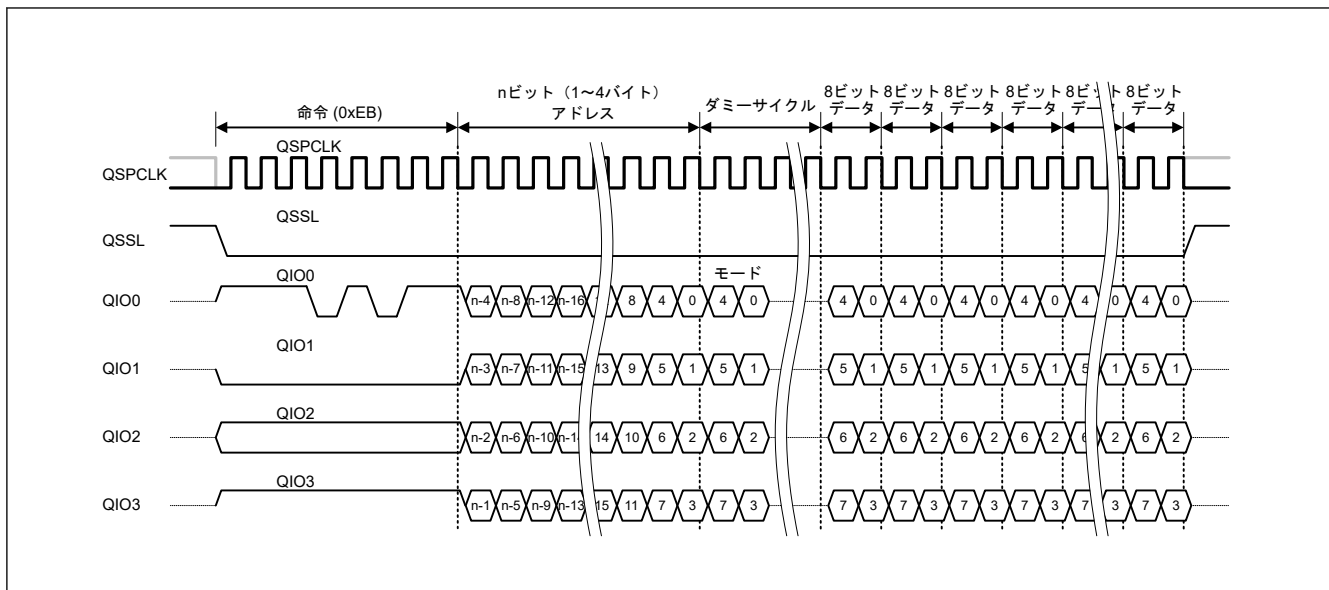 nビット（1～4バイト）
8ビット 8ビット 8ビット 8ビット 8ビット 8ビット
命令 (0xEB) アドレス ダミーサイクル データ データ データ データ データ データ
QSPCLK
QSPCLK
QSSL
QSSL
QIO0 モード
QIO0 n-4 n-8 n-12 n-16 8 4 0 4 0 4 0 4 0 4 0 4 0 4 0 4 0
QIO1
QIO1 n-3 n-7 n-11 n-15 13 9 5 1 5 1 5 1 5 1 5 1 5 1 5 1 5 1
QIO2
QIO2 n-2 n-6 n-10 14 10 6 2 6 2 6 2 6 2 6 2 6 2 6 2 6 2
QIO3
QIO3 n-1 n-5 n-9 n-13 15 11 7 3 7 3 7 3 7 3 7 3 7 3 7 3 7 3